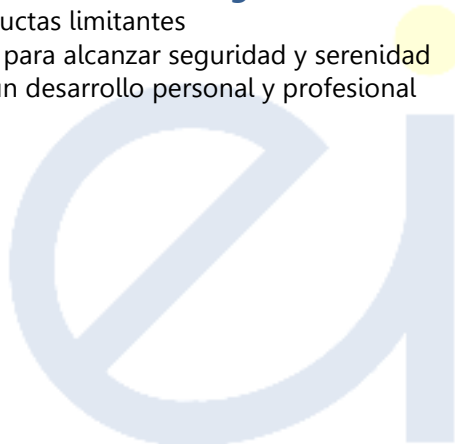 uctas limitantes
para alcanzar seguridad y serenidad
un desarrollo personal y profesional